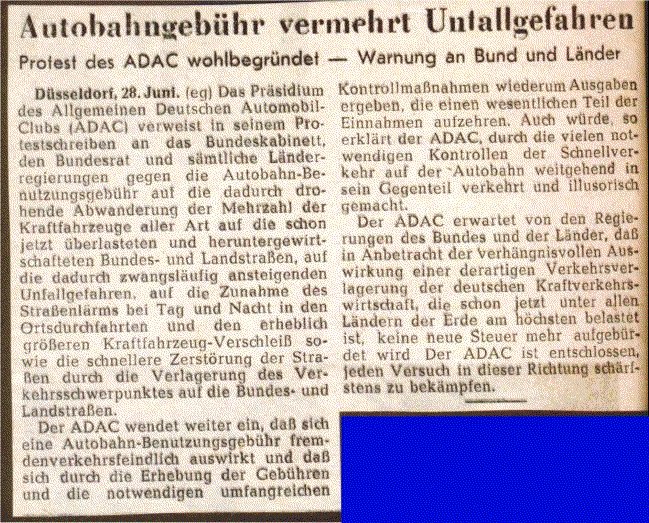 Autobahngebühr vermehrt Unfallgefahren
Protest des ADAC wohlbegründet — Warnung an Bund und Länder
Düsseldorf, 28. Juni. (eg) Das Präsidium
des Allgemeinen Deutschen Automobil-
Clubs (ADAC) verweist in seinem Pro-
testschreiben an das Bundeskabinett,
den Bundesrat und sämtliche Länder-
regierungen gegen die Autobahn-Be-
nutzungsgebühr auf die dadurch dro-
hende Abwanderung der Mehrzahl der
Kraftfahrzeuge aller Art auf die schon
jetzt überlasteten und heruntergewirt-
schafteten Bundes- und Landstraßen, auf
die dadurch zwangsläufig ansteigenden
Unfallgefahren, auf die Zunahme des
Straßenlärms bei Tag und Nacht in den
Ortsdurchfahrten und den erheblich
größeren Kraftfahrzeug-Verschleiß so-
wie die schnellere Zerstörung der Stra-
ßen durch die Verlagerung des Ver-
kehrsschwerpunktes auf die Bundes- und
Landstraßen.
Der ADAC wendet weiter ein, daß sich
eine Autobahn-Benutzungsgebühr frem-
denverkehrsfeindlich auswirkt und daß
sich durch die Erhebung der Gebühren
und die notwendigen umfangreichen
Kontrollmaßnahmen wiederum Ausgaben
ergeben, die einen wesentlichen Teil der
Einnahmen aufzehren. Auch würde, so
erklärt der ADAC, durch die vielen not-
wendigen Kontrollen der Schnellver-
kehr auf der Autobahn weitgehend in
sein Gegenteil verkehrt und illusorisch
gemacht.
Der ADAC erwartet von den Regie-
rungen des Bundes und der Länder, daß
in Anbetracht der verhängnisvollen Aus-
wirkung einer derartigen Verkehrsver-
lagerung der deutschen Kraftverkehrs-
wirtschaft, die schon jetzt unter allen
Ländern der Erde am höchsten belastet
ist, keine neue Steuer mehr aufgebür-
det wird Der ADAC ist entschlossen,
jeden Versuch in dieser Richtung schärf-
stens zu bekämpfen.